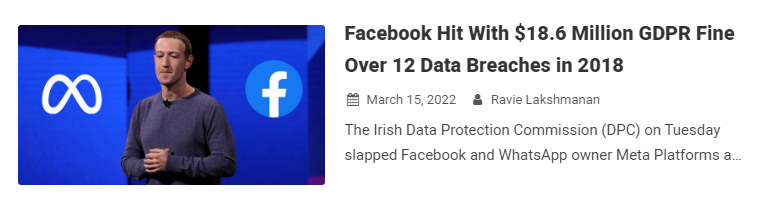 Facebook Hit With $18.6 Million GDPR Fine
Over 12 Data Breaches in 2018
March 15, 2022 Ravie Lakshmanan
The Irish Data Protection Commission (DPC) on Tuesday
slapped Facebook and WhatsApp owner Meta Platforms a…